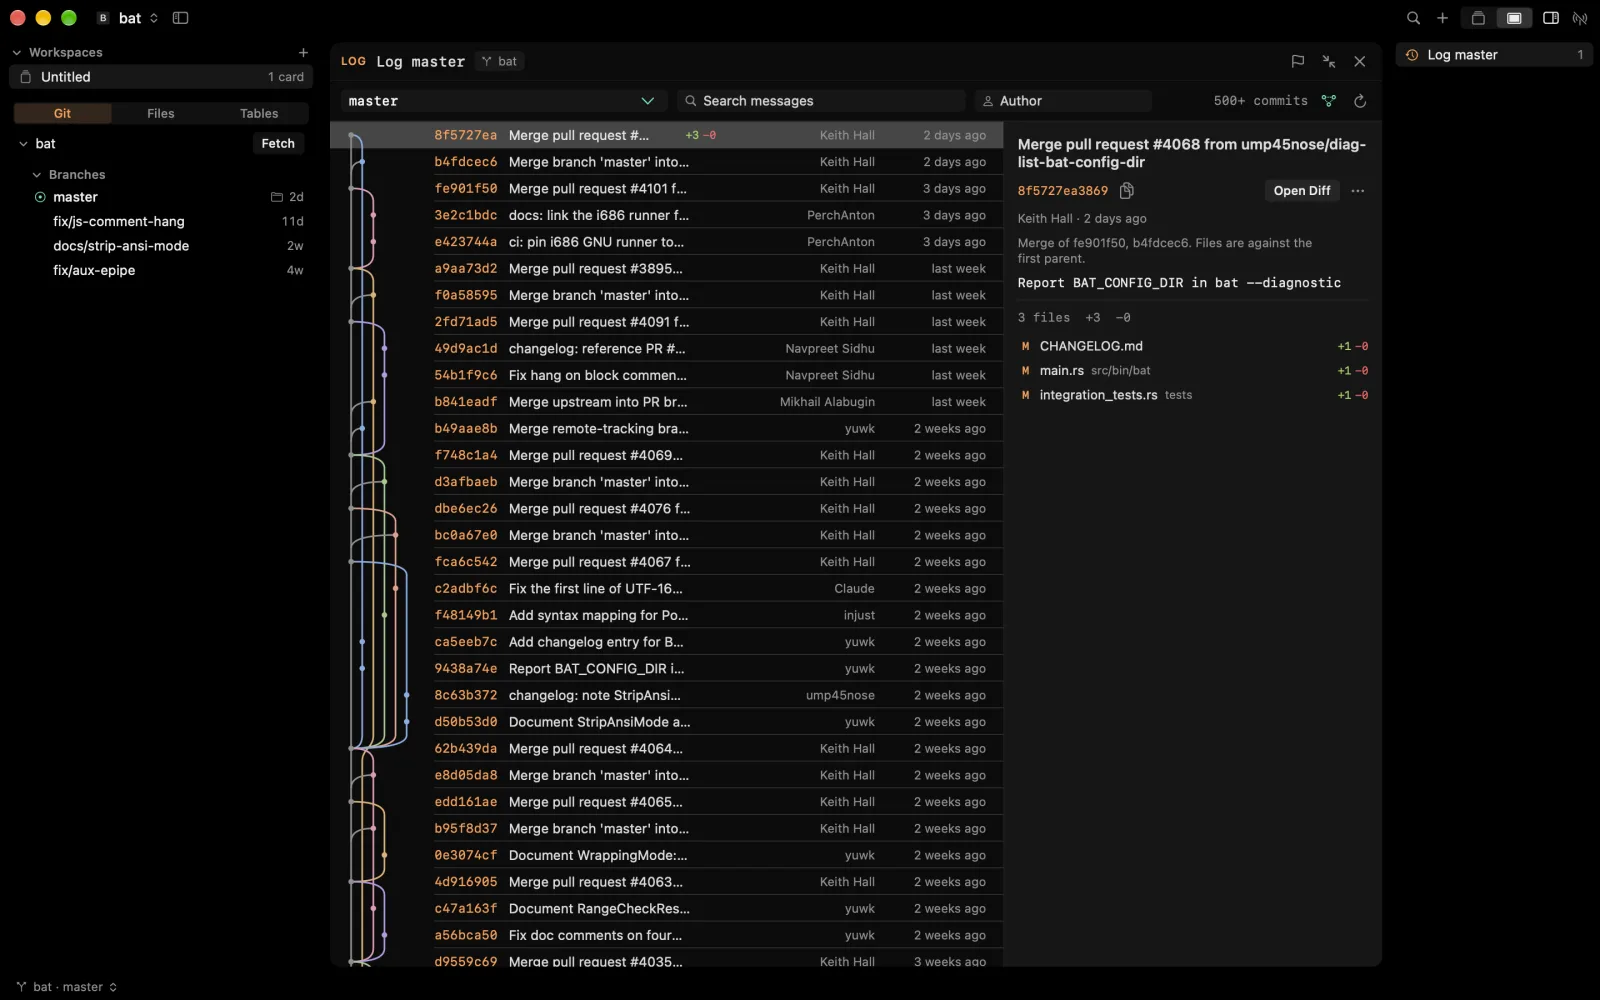 B bat
Workspaces
Untitled 1 card
Git Files Tables
bat Fetch
Branches
master 2d
fix/js-comment-hang 11d
docs/strip-ansi-mode 2w
fix/aux-epipe 4w
LOG Log master bat
master Search messages Author 500+ commits
8f5727ea Merge pull request #... +3 −0 Keith Hall 2 days ago
b4fdcec6 Merge branch 'master' into... Keith Hall 2 days ago
fe901f50 Merge pull request #4101 f... Keith Hall 3 days ago
3e2c1bdc docs: link the i686 runner f... PerchAnton 3 days ago
e423744a ci: pin i686 GNU runner to... PerchAnton 3 days ago
a9aa73d2 Merge pull request #3895... Keith Hall last week
f0a58595 Merge branch 'master' into... Keith Hall last week
2fd71ad5 Merge pull request #4091 f... Keith Hall last week
49d9ac1d changelog: reference PR #... Navpreet Sidhu last week
54b1f9c6 Fix hang on block commen... Navpreet Sidhu last week
b841eadf Merge upstream into PR br... Mikhail Alabugin last week
b49aae8b Merge remote-tracking bra... yuwk 2 weeks ago
f748c1a4 Merge pull request #4069... Keith Hall 2 weeks ago
d3afbaeb Merge branch 'master' into... Keith Hall 2 weeks ago
dbe6ec26 Merge pull request #4076 f... Keith Hall 2 weeks ago
bc0a67e0 Merge branch 'master' into... Keith Hall 2 weeks ago
fca6c542 Merge pull request #4067 f... Keith Hall 2 weeks ago
c2adbf6c Fix the first line of UTF-16... Claude 2 weeks ago
f48149b1 Add syntax mapping for Po... injust 2 weeks ago
ca5eeb7c Add changelog entry for B... yuwk 2 weeks ago
9438a74e Report BAT_CONFIG_DIR i... yuwk 2 weeks ago
8c63b372 changelog: note StripAnsi... ump45nose 2 weeks ago
d50b53d0 Document StripAnsiMode a... yuwk 2 weeks ago
62b439da Merge pull request #4064... Keith Hall 2 weeks ago
e8d05da8 Merge branch 'master' into... Keith Hall 2 weeks ago
edd161ae Merge pull request #4065... Keith Hall 2 weeks ago
b95f8d37 Merge branch 'master' into... Keith Hall 2 weeks ago
0e3074cf Document WrappingMode:... yuwk 2 weeks ago
4d916905 Merge pull request #4063... Keith Hall 2 weeks ago
c47a163f Document RangeCheckRes... yuwk 2 weeks ago
a56bca50 Fix doc comments on four... yuwk 2 weeks ago
d9559c69 Merge pull request #4035... Keith Hall 3 weeks ago
Merge pull request #4068 from ump45nose/diag-
list-bat-config-dir
8f5727ea3869 Open Diff
Keith Hall · 2 days ago
Merge of fe901f50, b4fdcec6. Files are against the
first parent.
Report BAT_CONFIG_DIR in bat --diagnostic
3 files +3 −0
M CHANGELOG.md +1 −0
M main.rs src/bin/bat +1 −0
M integration_tests.rs tests +1 −0
Log master 1
bat · master